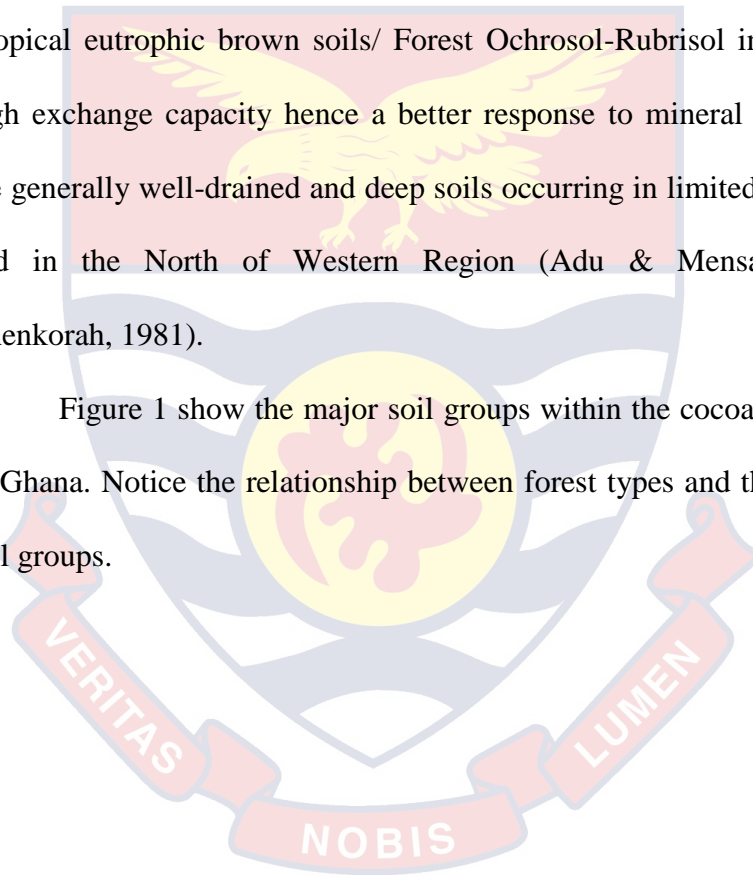 opical eutrophic brown soils/ Forest Ochrosol-Rubrisol in
gh exchange capacity hence a better response to mineral
e generally well-drained and deep soils occurring in limited
d in the North of Western Region (Adu & Mensa
enkorah, 1981).
Figure 1 show the major soil groups within the cocoa
Ghana. Notice the relationship between forest types and th
l groups.
VERITAS
NOBIS
LUMEN